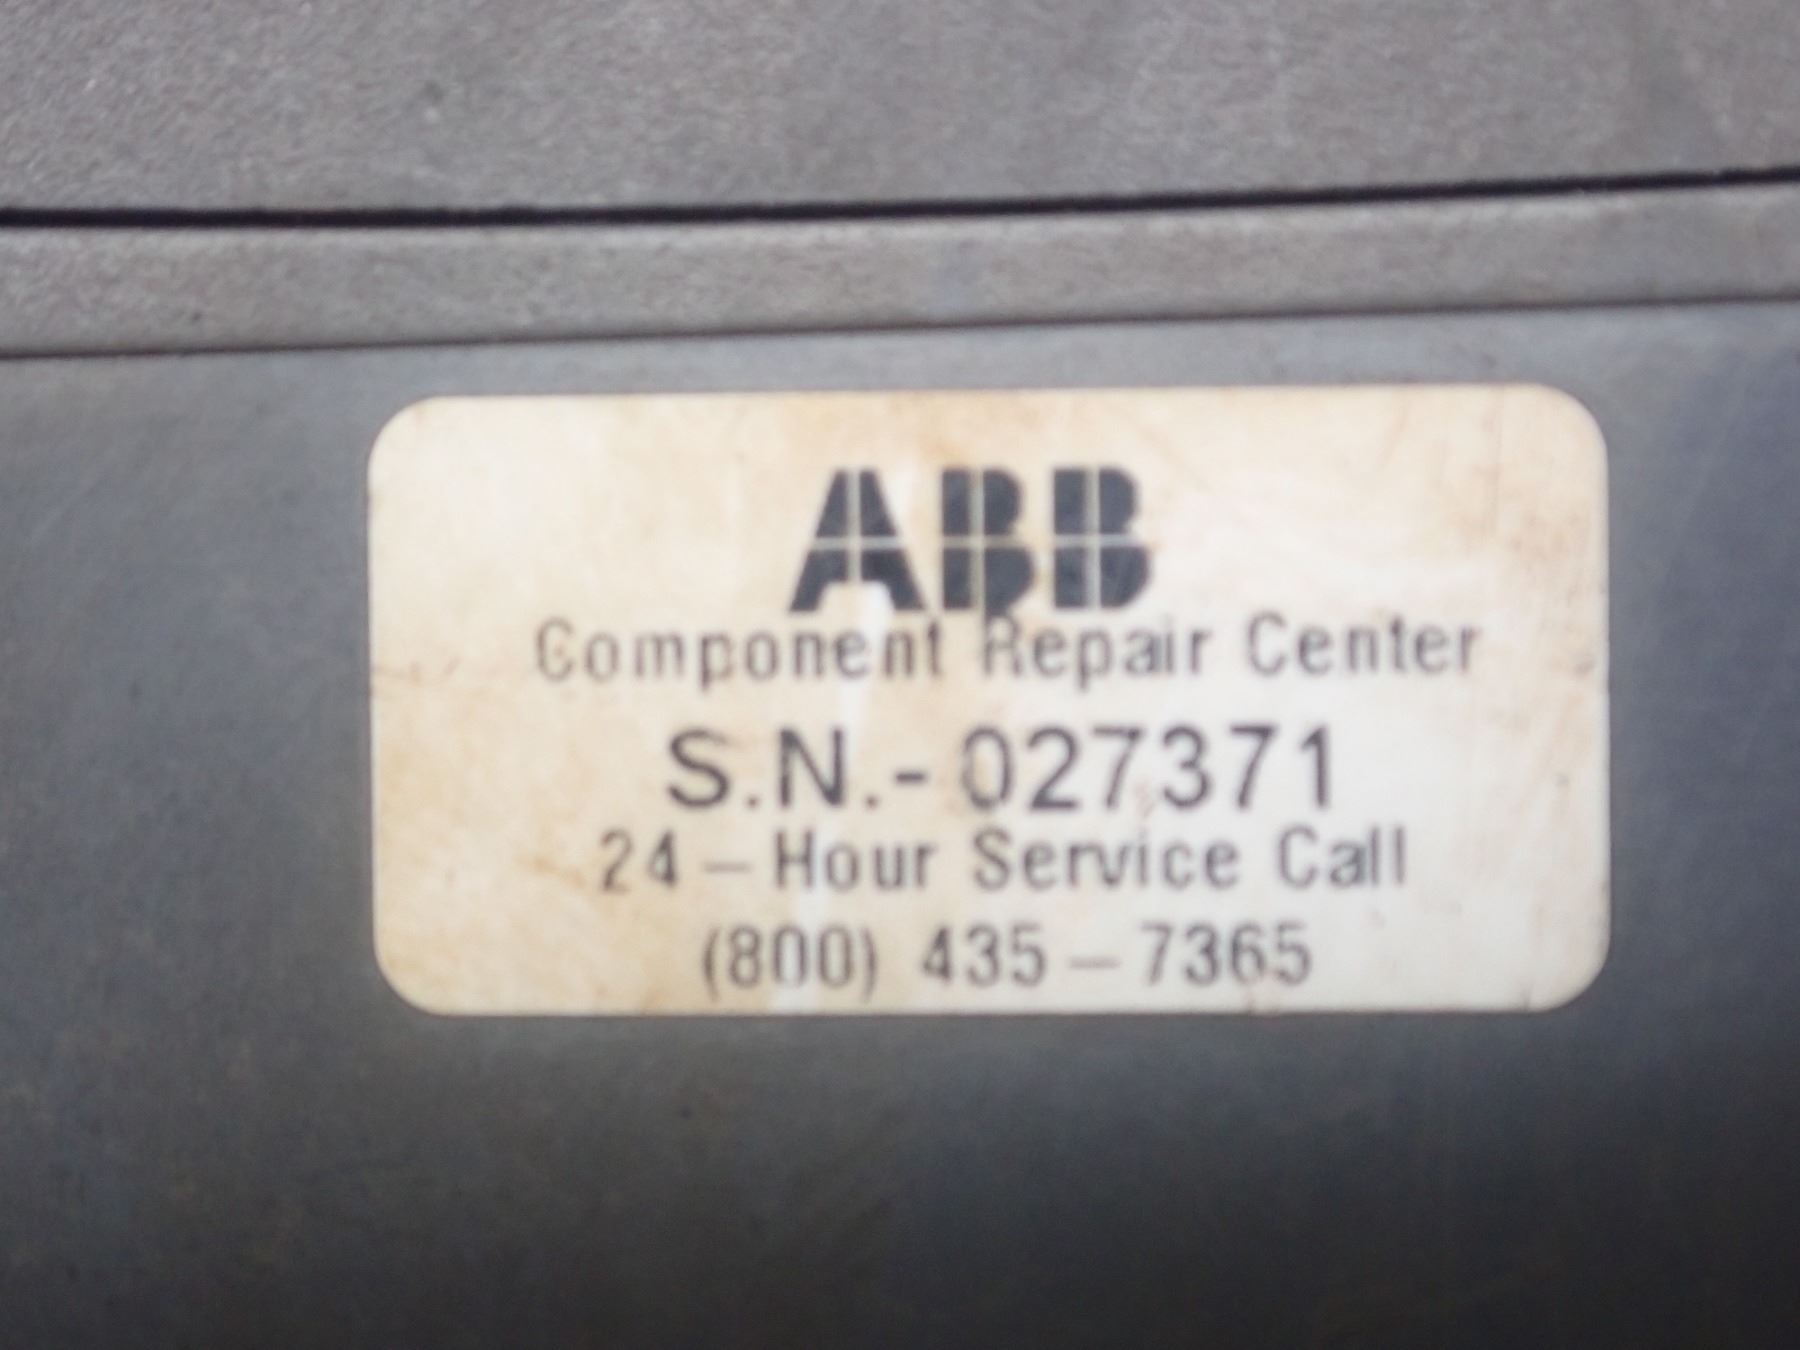 ABB
Component Repair Center
S.N.- 027371
24 – Hour Service Call
(800) 435 – 7365